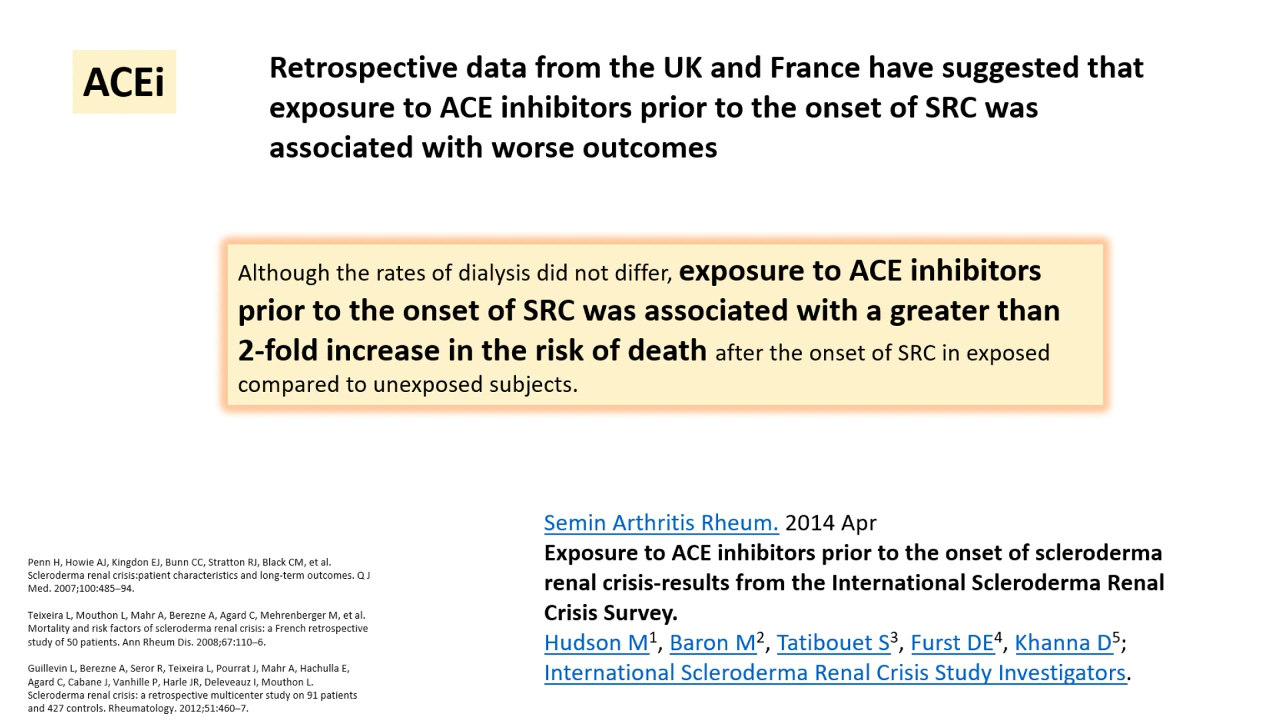 ACEi
Retrospective data from the UK and France have suggested that
exposure to ACE inhibitors prior to the onset of SRC was
associated with worse outcomes
Although the rates of dialysis did not differ, exposure to ACE inhibitors
prior to the onset of SRC was associated with a greater than
2-fold increase in the risk of death after the onset of SRC in exposed
compared to unexposed subjects.
Penn H, Howie AJ, Kingdon EJ, Bunn CC, Stratton RJ, Black CM, et al.
Scleroderma renal crisis:patient characteristics and long-term outcomes. Q J
Med. 2007;100:485–94.
Teixeira L, Mouthon L, Mahr A, Berezne A, Agard C, Mehrenberger M, et al.
Mortality and risk factors of scleroderma renal crisis: a French retrospective
study of 50 patients. Ann Rheum Dis. 2008;67:110–6.
Guillevin L, Berezne A, Seror R, Teixeira L, Pourrat J, Mahr A, Hachulla E,
Agard C, Cabane J, Vanhille P, Harle JR, Deleveauz I, Mouthon L.
Scleroderma renal crisis: a retrospective multicenter study on 91 patients
and 427 controls. Rheumatology. 2012;51:460–7.
Semin Arthritis Rheum. 2014 Apr
Exposure to ACE inhibitors prior to the onset of scleroderma
renal crisis-results from the International Scleroderma Renal
Crisis Survey.
Hudson M1, Baron M2, Tatibouet S3, Furst DE4, Khanna D5;
International Scleroderma Renal Crisis Study Investigators.